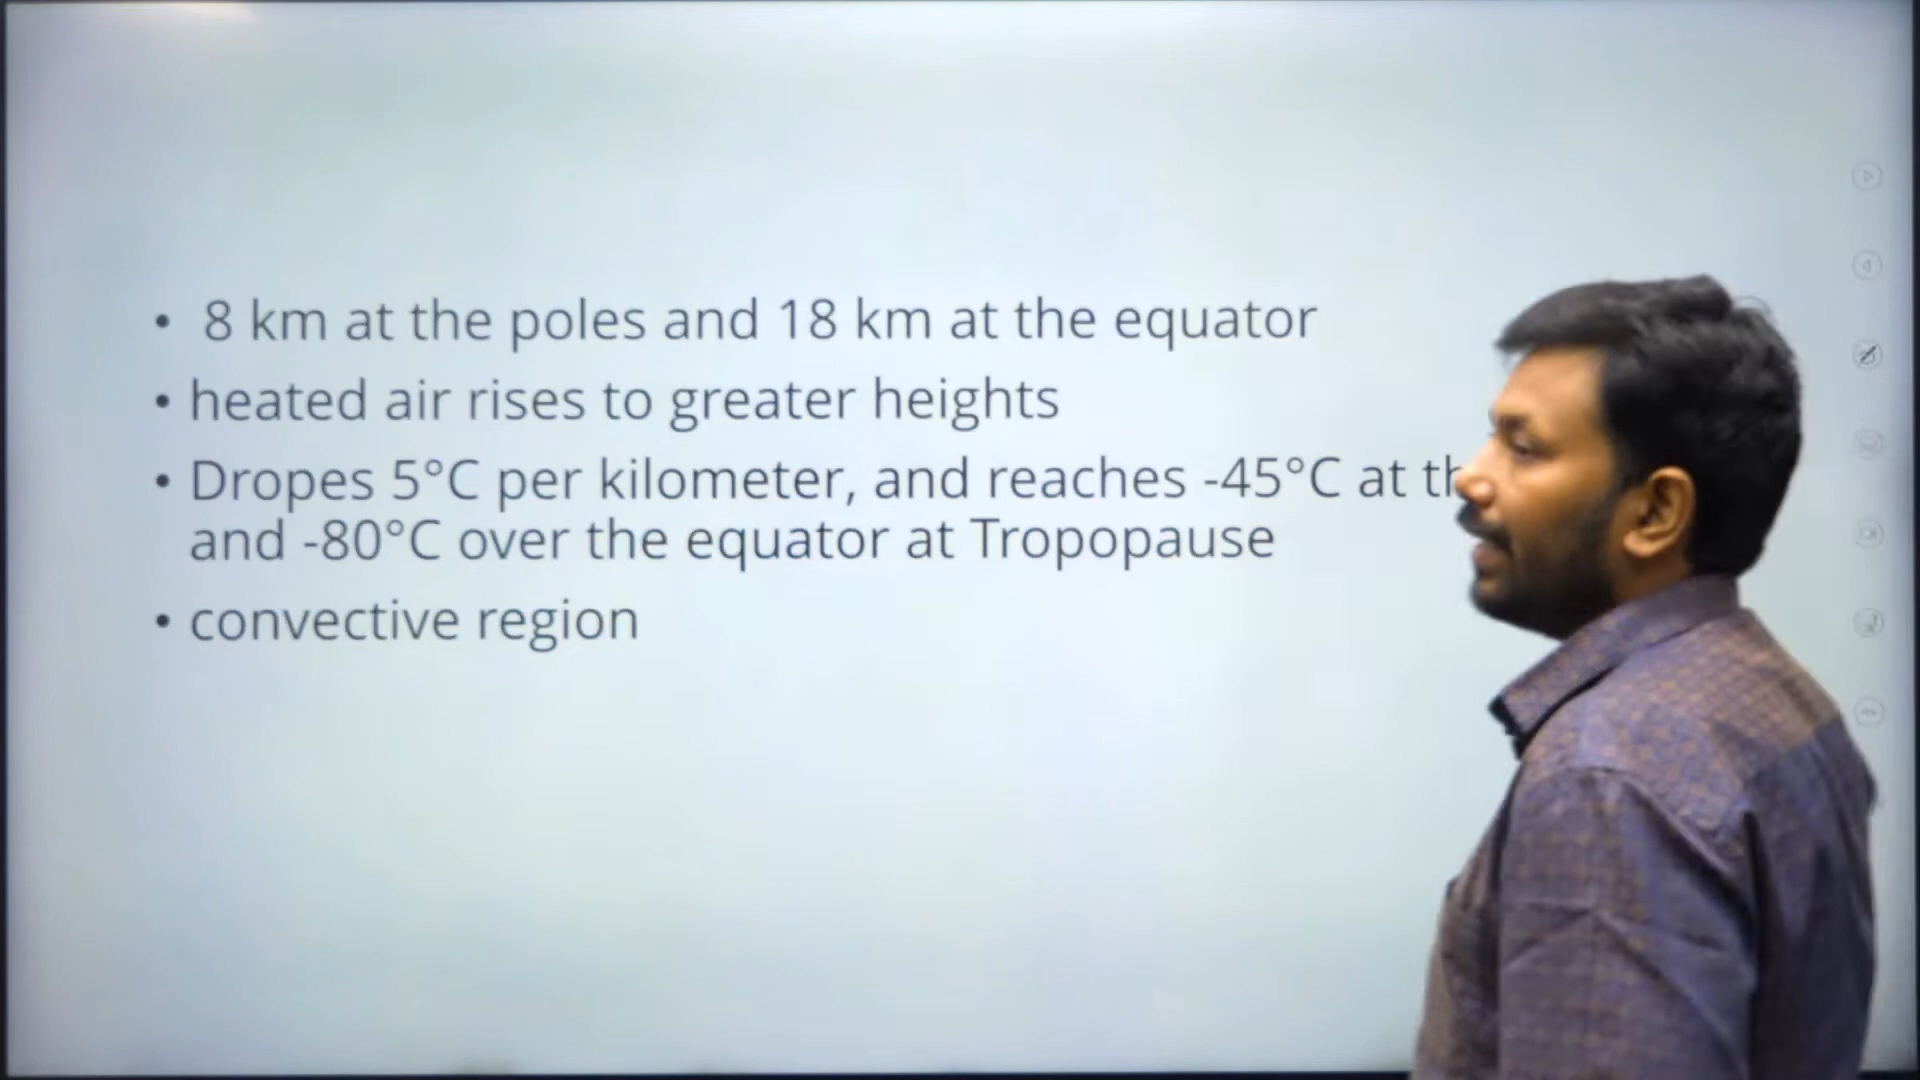 • 8 km at the poles and 18 km at the equator
• heated air rises to greater heights
• Dropes 5°C per kilometer, and reaches -45°C at
and -80°C over the equator at Tropopause
• convective region